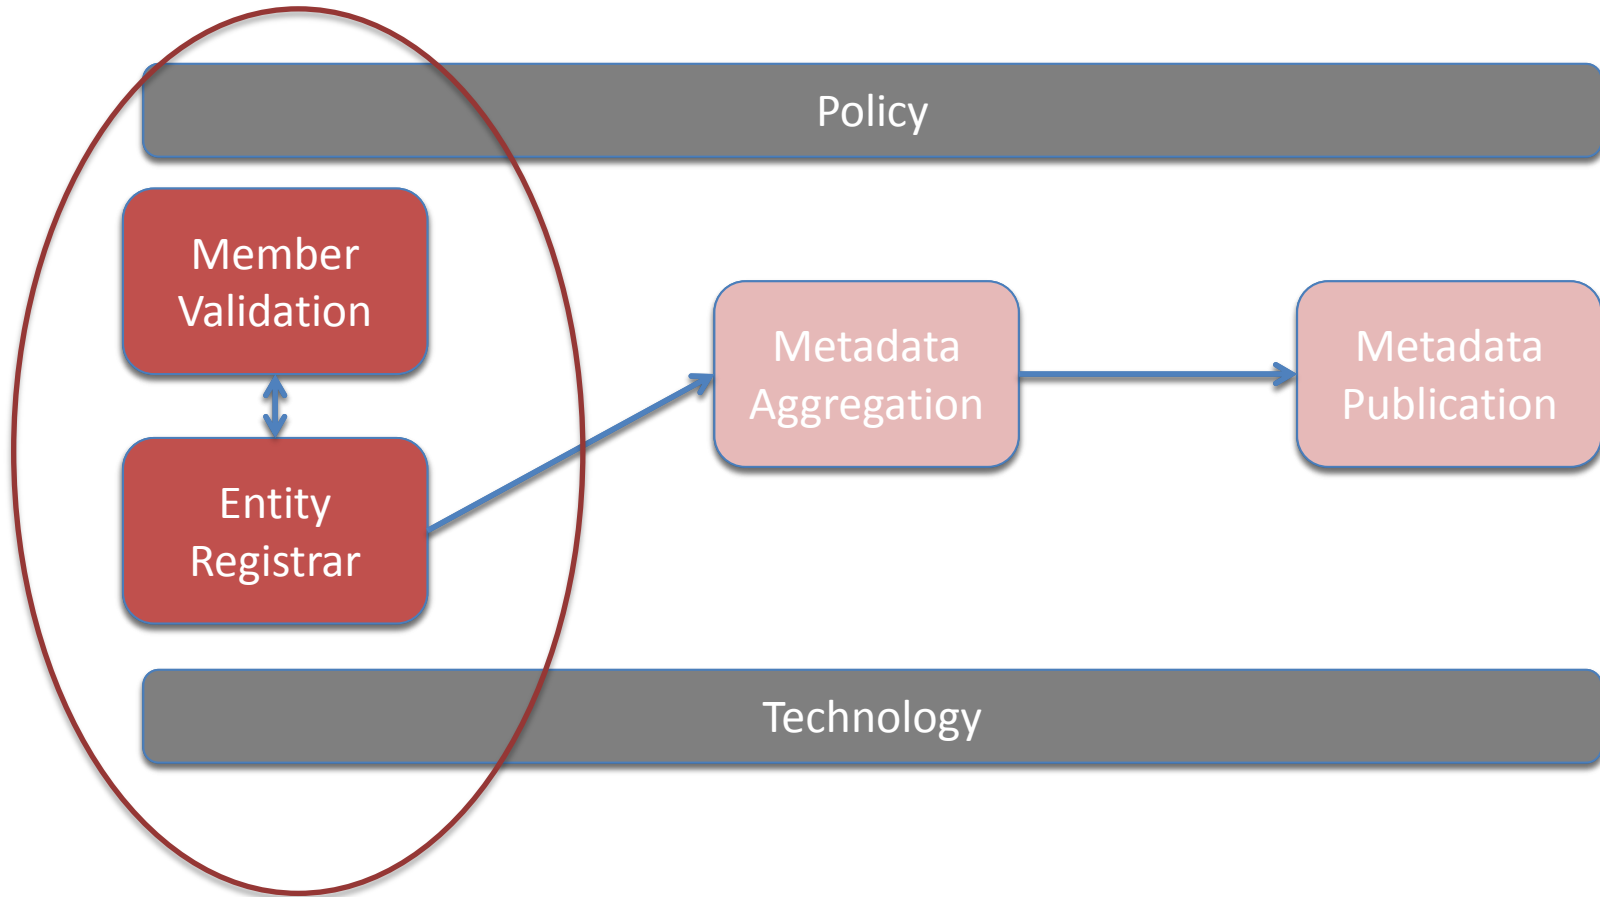 Policy
Member
Validation
Entity
Registrar
Metadata
Aggregation
Metadata
Publication
Technology